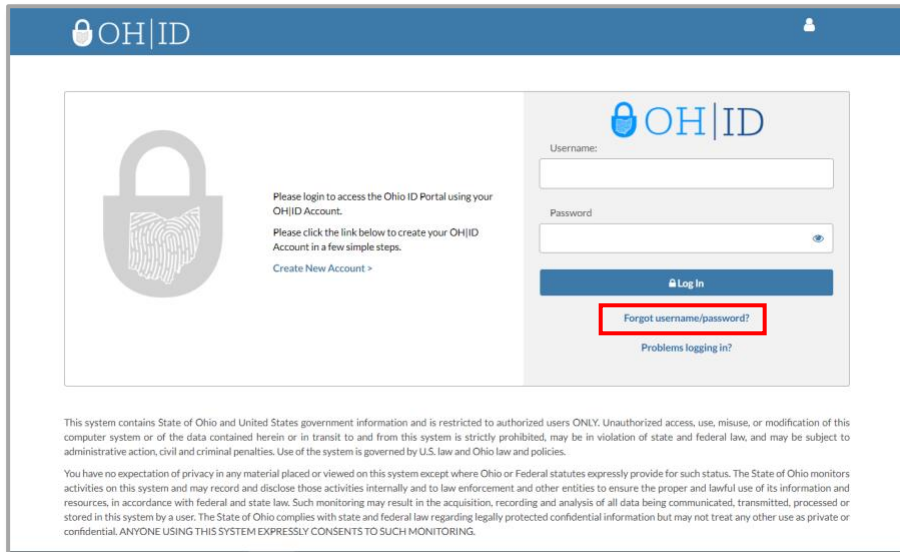 OH|ID
OH|ID
Username:
Please login to access the Ohio ID Portal using your
OH|ID Account.
Please click the link below to create your OH|ID
Account in a few simple steps.
Create New Account >
Password
Log In
Forgot username/password?
Problems logging in?
This system contains State of Ohio and United States government information and is restricted to authorized users ONLY. Unauthorized access, use, misuse, or modification of this
computer system or of the data contained herein or in transit to and from this system is strictly prohibited, may be in violation of state and federal law, and may be subject to
administrative action, civil and criminal penalties. Use of the system is governed by U.S. law and Ohio law and policies.
You have no expectation of privacy in any material placed or viewed on this system except where Ohio or Federal statutes expressly provide for such status. The State of Ohio monitors
activities on this system and may record and disclose those activities internally and to law enforcement and other entities to ensure the proper and lawful use of its information and
resources, in accordance with federal and state law. Such monitoring may result in the acquisition, recording and analysis of all data being communicated, transmitted, processed or
stored in this system by a user. The State of Ohio complies with state and federal law regarding legally protected confidential information but may not treat any other use as private or
confidential. ANYONE USING THIS SYSTEM EXPRESSLY CONSENTS TO SUCH MONITORING.